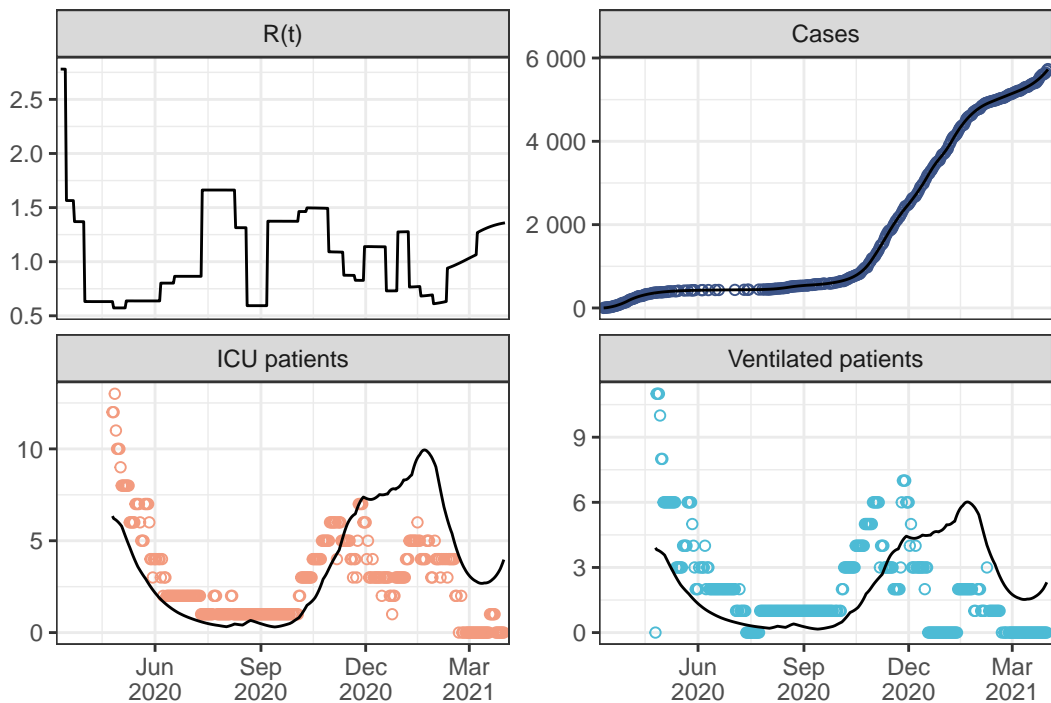 R(t)
Cases
2.5
2.0
1.5
1.0
0.5
6 000
4 000
2 000
0
ICU patients
Ventilated patients
10
5
0
9
6
3
0
Jun Sep Dec Mar
2020 2020 2020 2021
Jun Sep Dec Mar
2020 2020 2020 2021